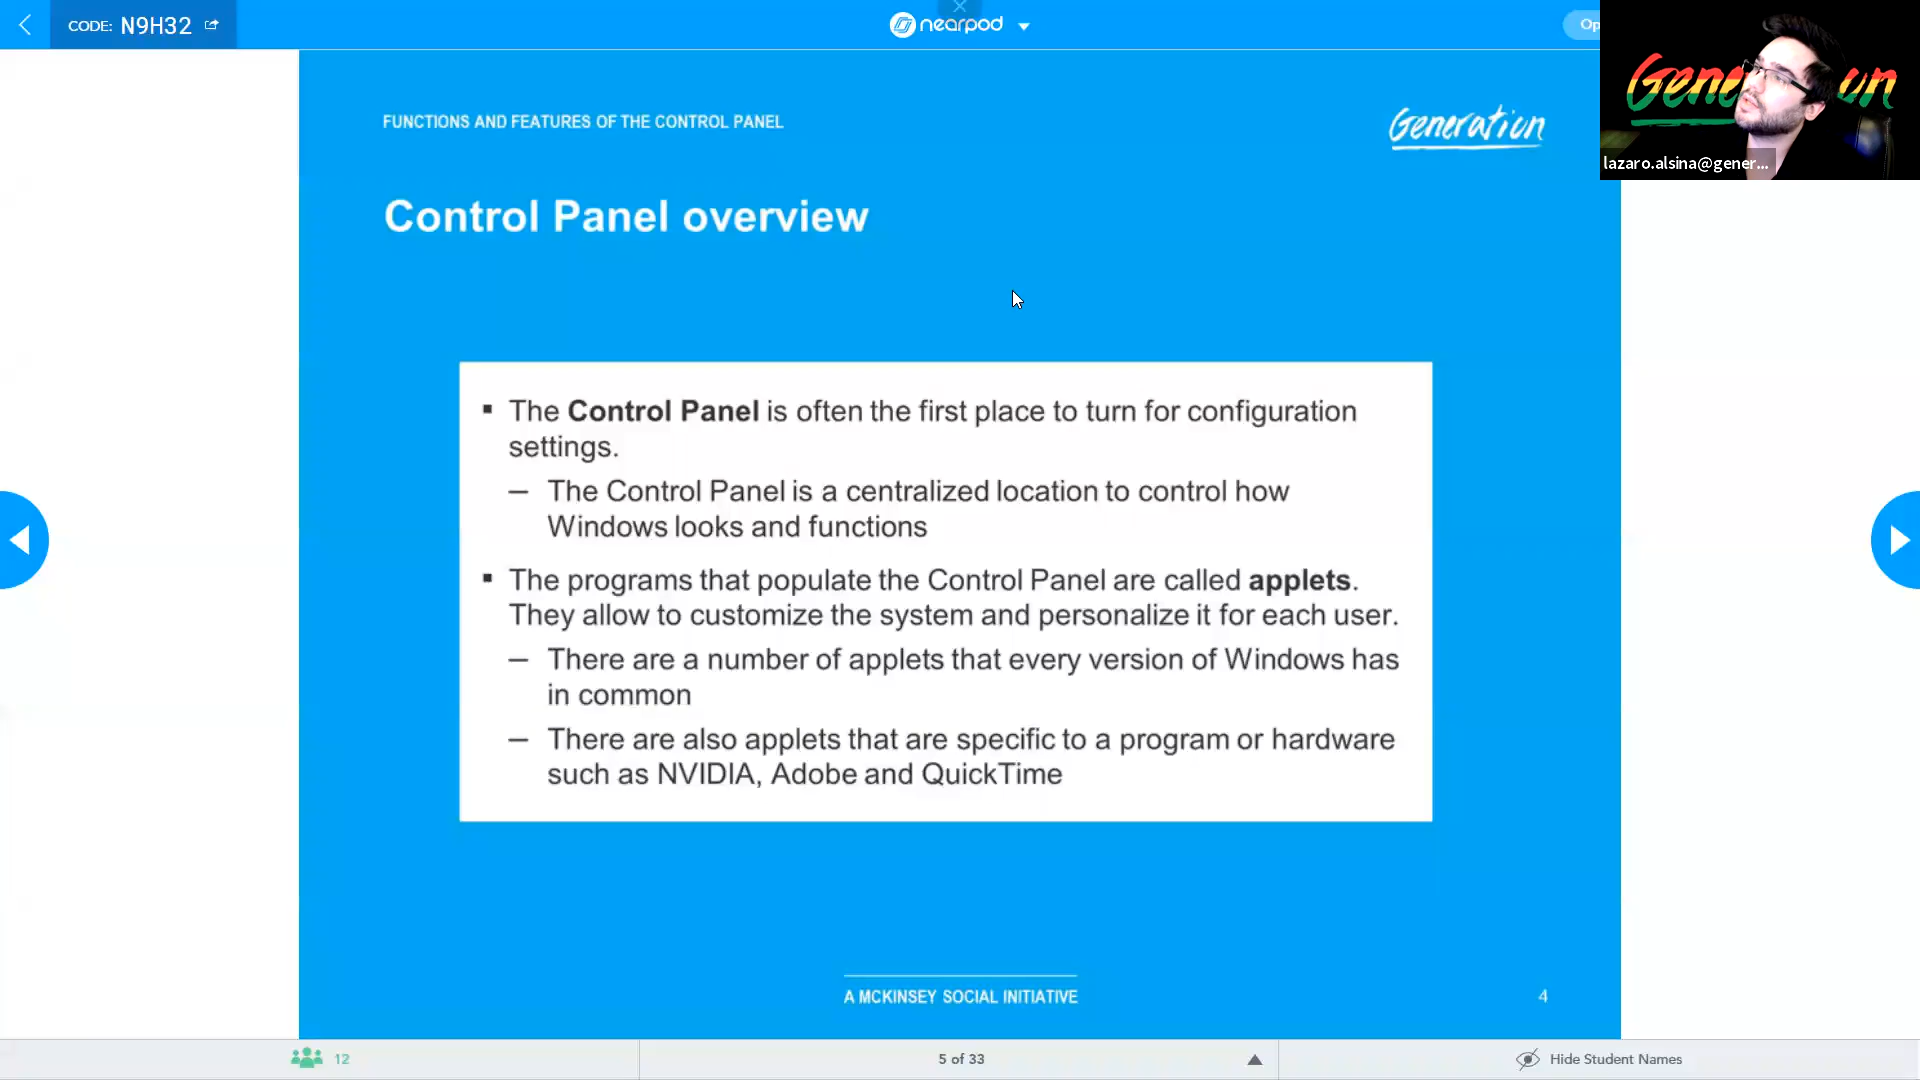 CODE: N9H32
nearpod
Op
Generation
lazaro.alsina@gener...
FUNCTIONS AND FEATURES OF THE CONTROL PANEL
Generation
Control Panel overview
▪ The Control Panel is often the first place to turn for configuration
settings.
– The Control Panel is a centralized location to control how
Windows looks and functions
▪ The programs that populate the Control Panel are called applets.
They allow to customize the system and personalize it for each user.
– There are a number of applets that every version of Windows has
in common
– There are also applets that are specific to a program or hardware
such as NVIDIA, Adobe and QuickTime
A MCKINSEY SOCIAL INITIATIVE
4
12
5 of 33
Hide Student Names